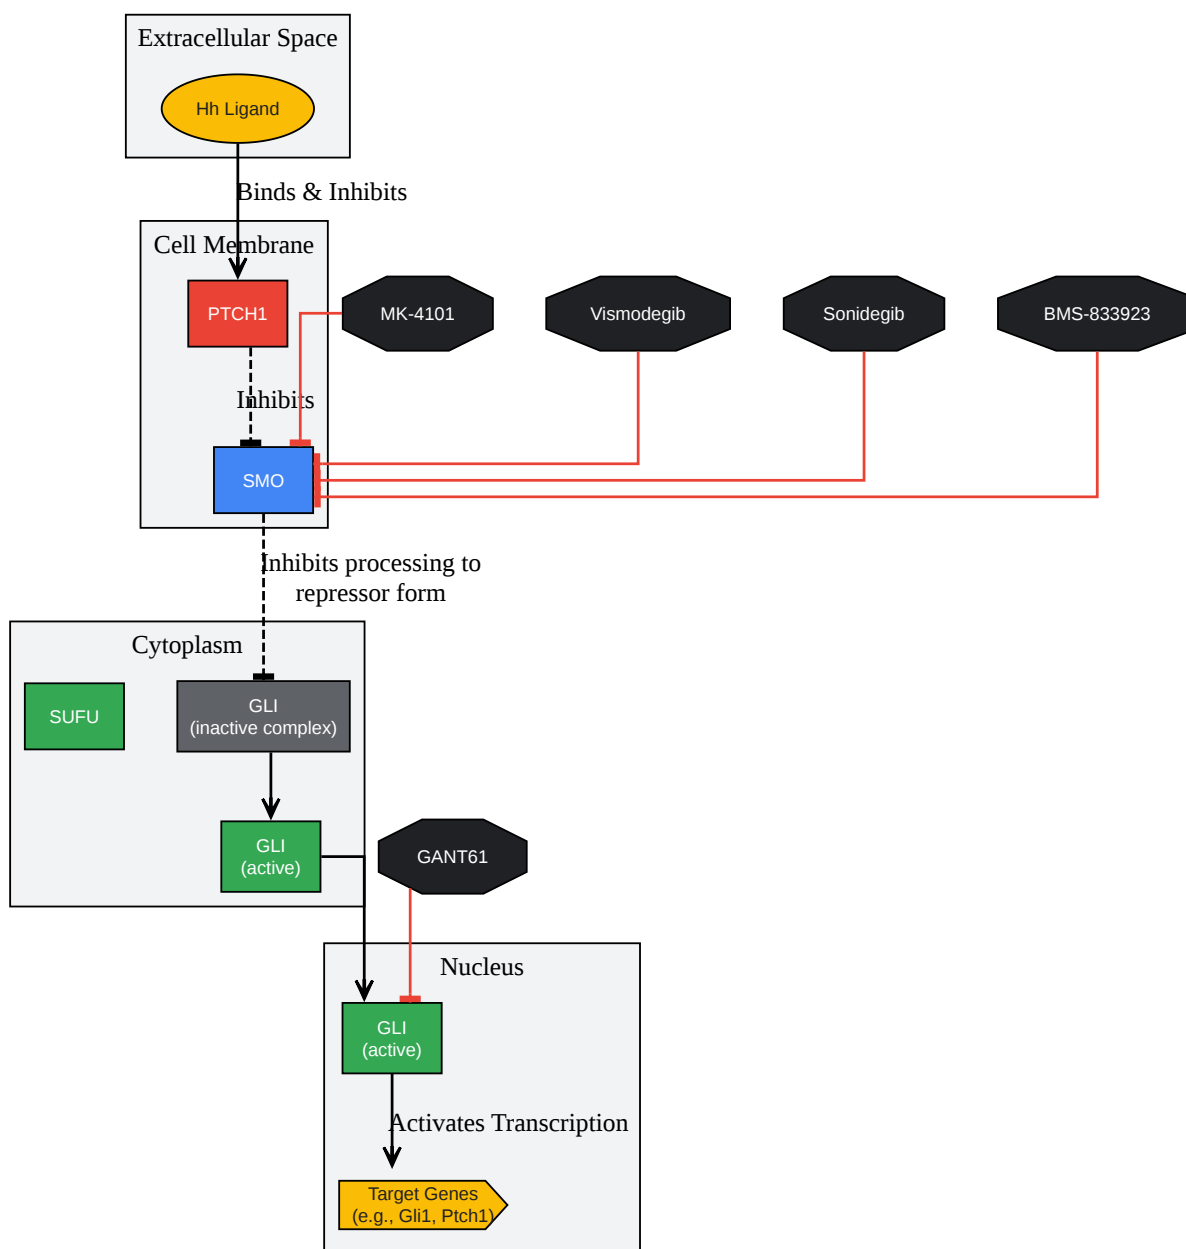 Extracellular Space
Hh Ligand
Binds & Inhibits
Cell Membrane
PTCH1
MK-4101
Vismodegib
Sonidegib
BMS-833923
Inhibits
SMO
Inhibits processing to
repressor form
Cytoplasm
SUFU
GLI
(inactive complex)
GLI
(active)
GANT61
Nucleus
GLI
(active)
Activates Transcription
Target Genes
(e.g., Gli1, Ptch1)